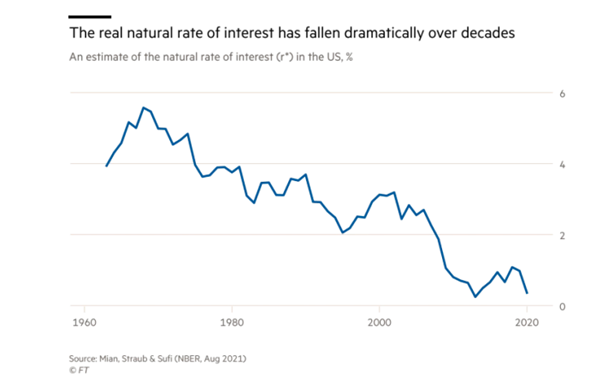 The real natural rate of interest has fallen dramatically over decades
An estimate of the natural rate of interest (r*) in the US, %
6
4
2
0
1960 1980 2000 2020
Source: Mian, Straub & Sufi (NBER, Aug 2021)
© FT